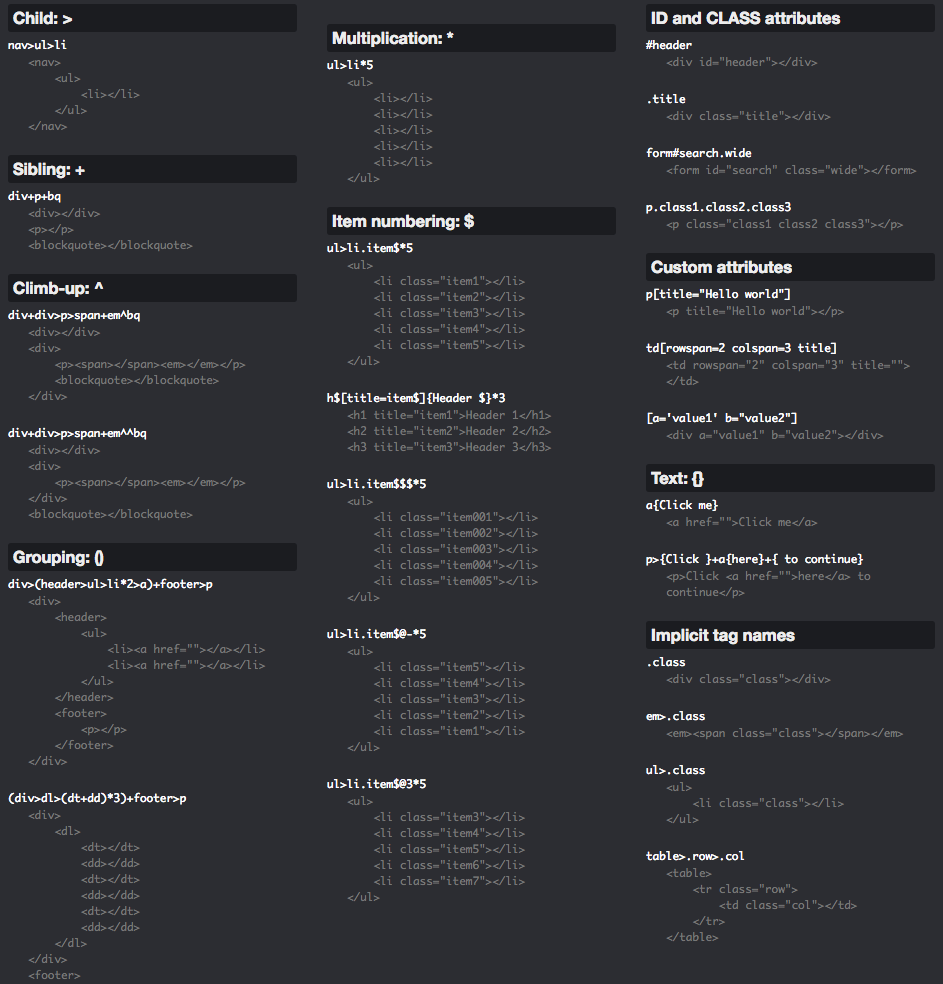 Child: >
nav>ul>li
<nav>
<ul>
<li></li>
</ul>
</nav>
Sibling: +
div+p+bq
<div></div>
<p></p>
<blockquote></blockquote>
Climb-up: ^
div+div>p>span+em^bq
<div></div>
<div>
<p><span></span><em></em></p>
<blockquote></blockquote>
</div>
div+div>p>span+em^^bq
<div></div>
<div>
<p><span></span><em></em></p>
</div>
<blockquote></blockquote>
Grouping: ()
div>(header>ul>li*2>a)+footer>p
<div>
<header>
<ul>
<li><a href=""></a></li>
<li><a href=""></a></li>
</ul>
</header>
<footer>
<p></p>
</footer>
</div>
(div>dl>(dt+dd)*3)+footer>p
<div>
<dl>
<dt></dt>
<dd></dd>
<dt></dt>
<dd></dd>
<dt></dt>
<dd></dd>
</dl>
</div>
<footer>
Multiplication: *
ul>li*5
<ul>
<li></li>
<li></li>
<li></li>
<li></li>
<li></li>
</ul>
Item numbering: $
ul>li.item$*5
<ul>
<li class="item1"></li>
<li class="item2"></li>
<li class="item3"></li>
<li class="item4"></li>
<li class="item5"></li>
</ul>
h$[title=item$]{Header $}*3
<h1 title="item1">Header 1</h1>
<h2 title="item2">Header 2</h2>
<h3 title="item3">Header 3</h3>
ul>li.item$$$*5
<ul>
<li class="item001"></li>
<li class="item002"></li>
<li class="item003"></li>
<li class="item004"></li>
<li class="item005"></li>
</ul>
ul>li.item$@-*5
<ul>
<li class="item5"></li>
<li class="item4"></li>
<li class="item3"></li>
<li class="item2"></li>
<li class="item1"></li>
</ul>
ul>li.item$@3*5
<ul>
<li class="item3"></li>
<li class="item4"></li>
<li class="item5"></li>
<li class="item6"></li>
<li class="item7"></li>
</ul>
ID and CLASS attributes
#header
<div id="header"></div>
.title
<div class="title"></div>
form#search.wide
<form id="search" class="wide"></form>
p.class1.class2.class3
<p class="class1 class2 class3"></p>
Custom attributes
p[title="Hello world"]
<p title="Hello world"></p>
td[rowspan=2 colspan=3 title]
<td rowspan="2" colspan="3" title="">
</td>
[a='value1' b="value2"]
<div a="value1" b="value2"></div>
Text: {}
a{Click me}
<a href="">Click me</a>
p>{Click }+a{here}+{ to continue}
<p>Click <a href="">here</a> to
continue</p>
Implicit tag names
.class
<div class="class"></div>
em>.class
<em><span class="class"></span></em>
ul>.class
<ul>
<li class="class"></li>
</ul>
table>.row>.col
<table>
<tr class="row">
<td class="col"></td>
</tr>
</table>